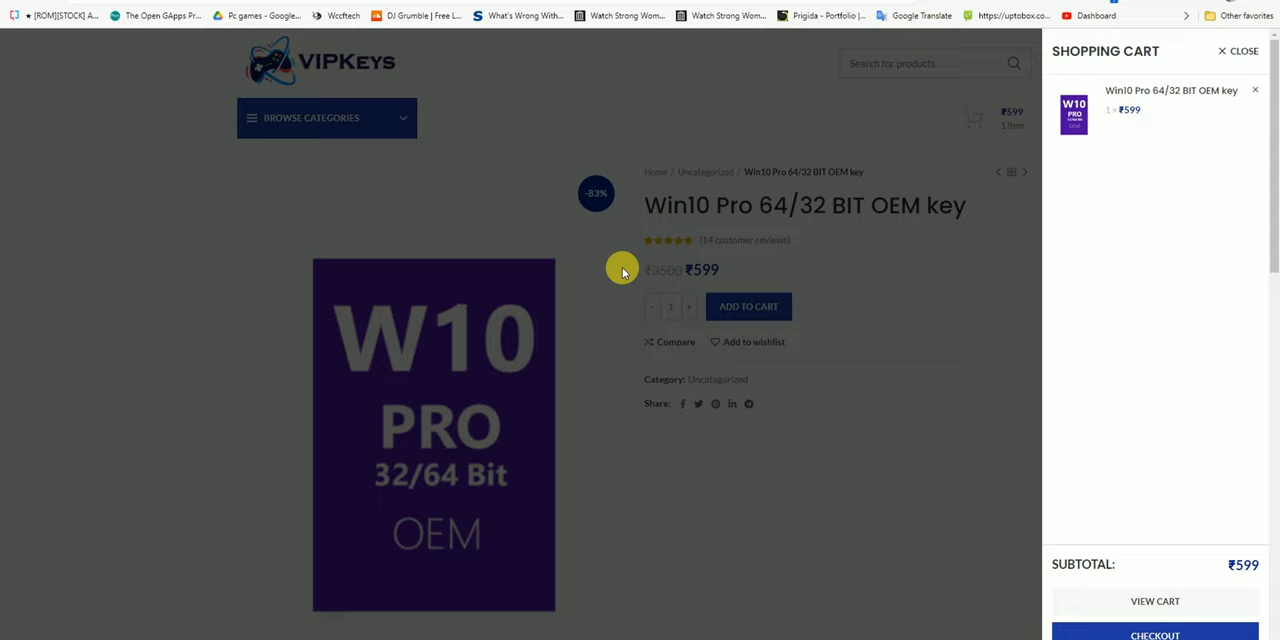 ★ [ROM][STOCK] A...
The Open GApps Pr...
Pc games - Google...
Wccftech
DJ Grumble | Free L...
What's Wrong With...
Watch Strong Wom...
Watch Strong Wom...
Prigida - Portfolio |...
Google Translate
https://uptobox.co...
Dashboard
Other favorites
VIPKEYS
Search for products
SHOPPING CART
× CLOSE
Win10 Pro 64/32 BIT OEM key
×
1 × ₹599
W10
PRO
OEM
BROWSE CATEGORIES
₹599
1 item
Home / Uncategorized / Win10 Pro 64/32 BIT OEM key
-83%
Win10 Pro 64/32 BIT OEM key
(14 customer reviews)
₹3500 ₹599
- 1 +
ADD TO CART
Compare
Add to wishlist
Category: Uncategorized
Share:
W10
PRO
32/64 Bit
OEM
SUBTOTAL:
₹599
VIEW CART
CHECKOUT